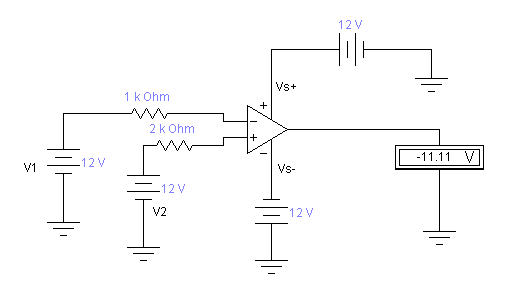 12 V
Vs+
1 k Ohm
+
−
2 k Ohm
+
−
-11.11 V
V1
12 V
12 V
Vs-
V2
12 V